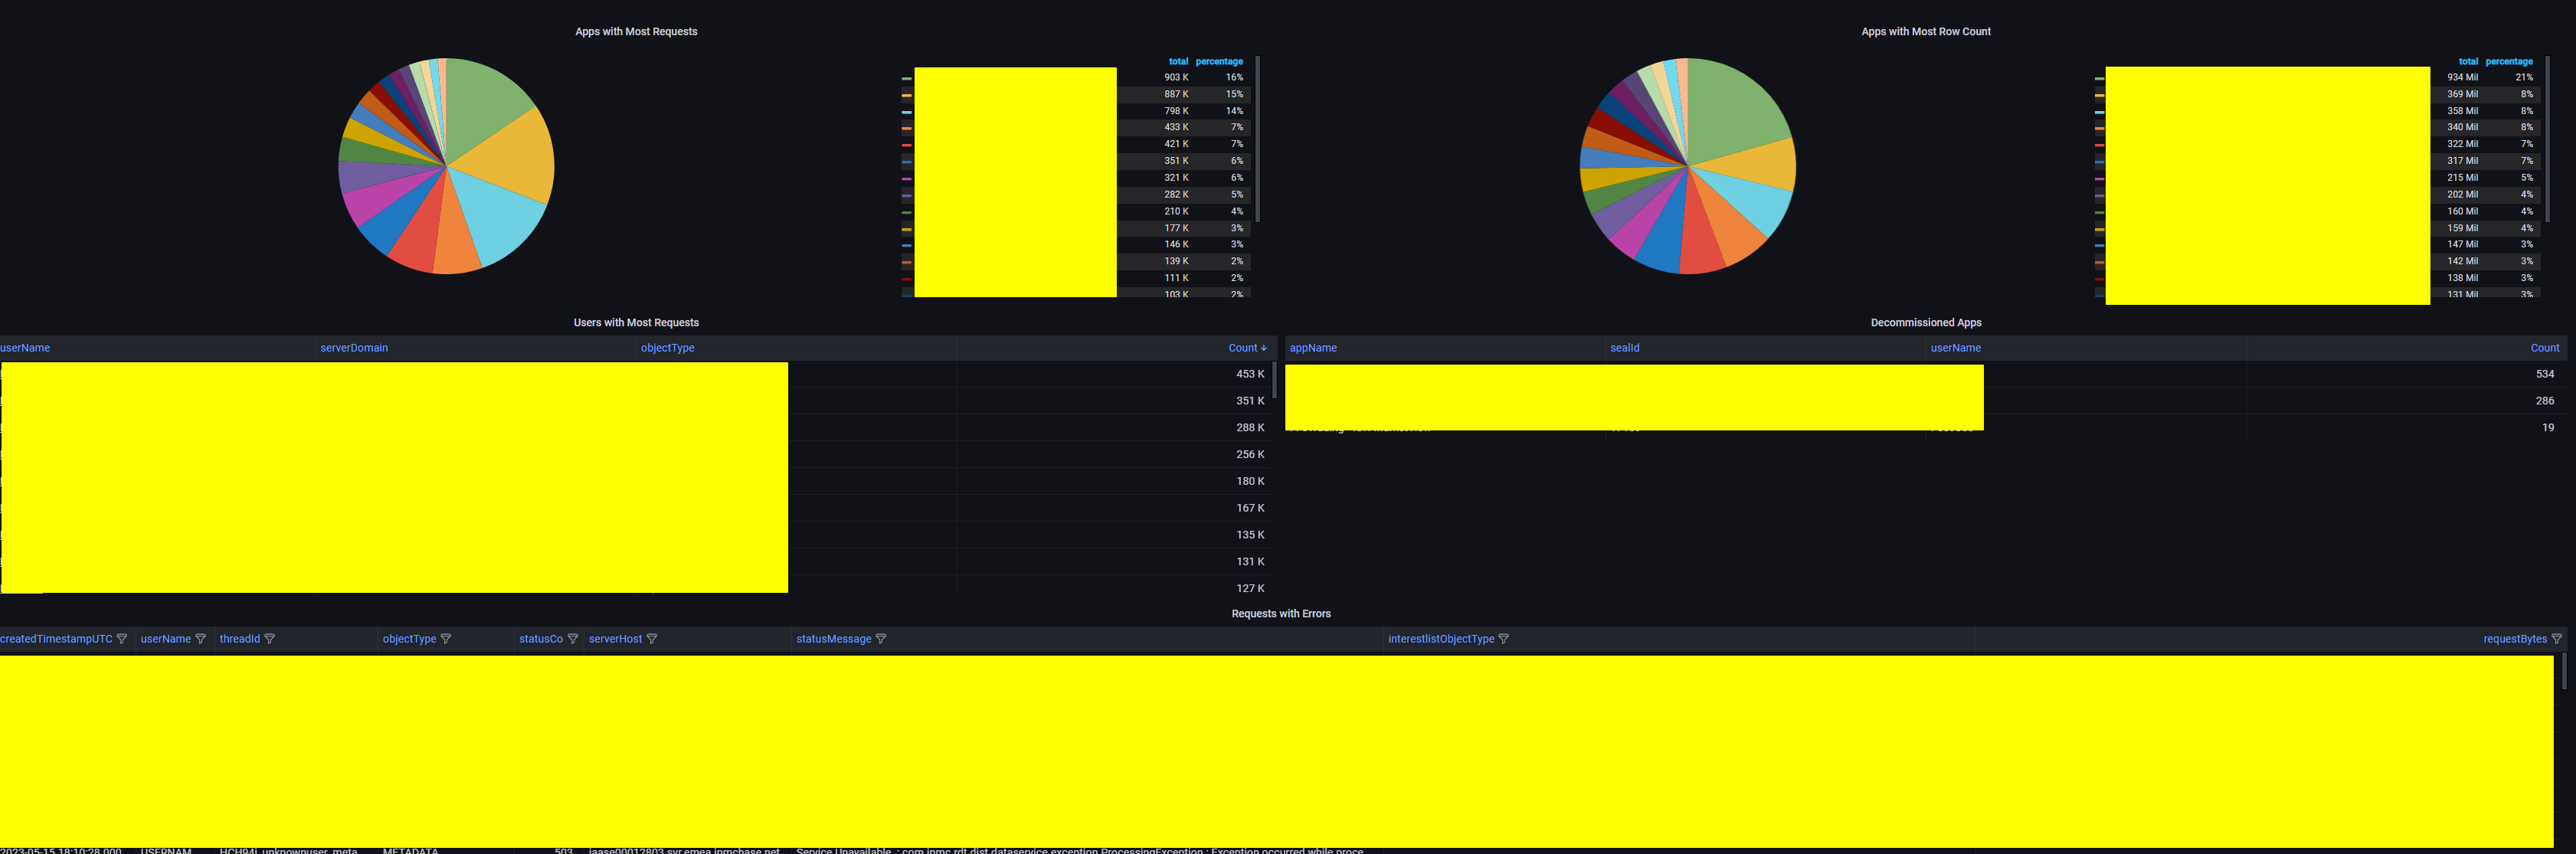 Apps with Most Requests
total percentage
903 K 16%
887 K 15%
798 K 14%
433 K 7%
421 K 7%
351 K 6%
321 K 6%
282 K 5%
210 K 4%
177 K 3%
146 K 3%
139 K 2%
111 K 2%
103 K 2%
Apps with Most Row Count
total percentage
934 Mil 21%
369 Mil 8%
358 Mil 8%
340 Mil 8%
322 Mil 7%
317 Mil 7%
215 Mil 5%
202 Mil 4%
160 Mil 4%
159 Mil 4%
147 Mil 3%
142 Mil 3%
138 Mil 3%
131 Mil 3%
Users with Most Requests
userName serverDomain objectType Count
453 K
351 K
288 K
256 K
180 K
167 K
135 K
131 K
127 K
Decommissioned Apps
appName sealId userName Count
534
286
19
Requests with Errors
createdTimestampUTC userName threadId objectType statusCo serverHost statusMessage interestlistObjectType requestBytes
2023-05-15 18:10:28.000 USERNAM METADATA 503 Service Unavailable : com.jpmc.rdt.dist.dataservice.exception.ProcessingException : Exception occurred while proce